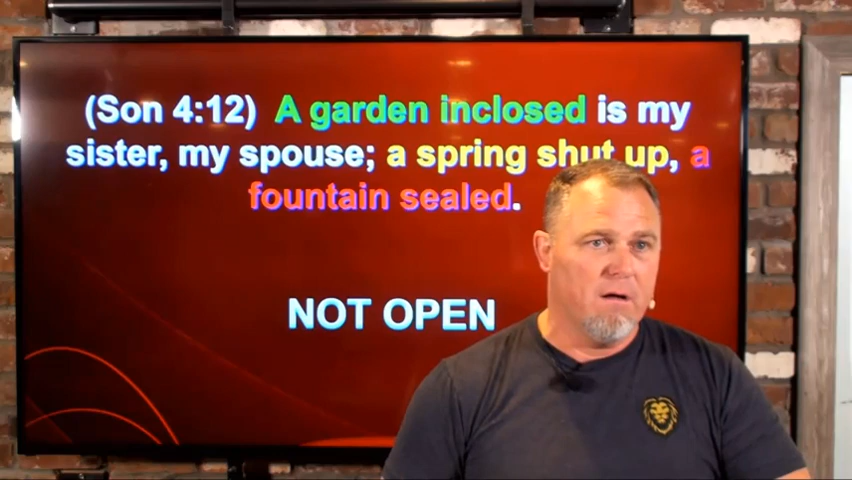 (Son 4:12) A garden inclosed is my
sister, my spouse; a spring shut up, a
fountain sealed.
NOT OPEN